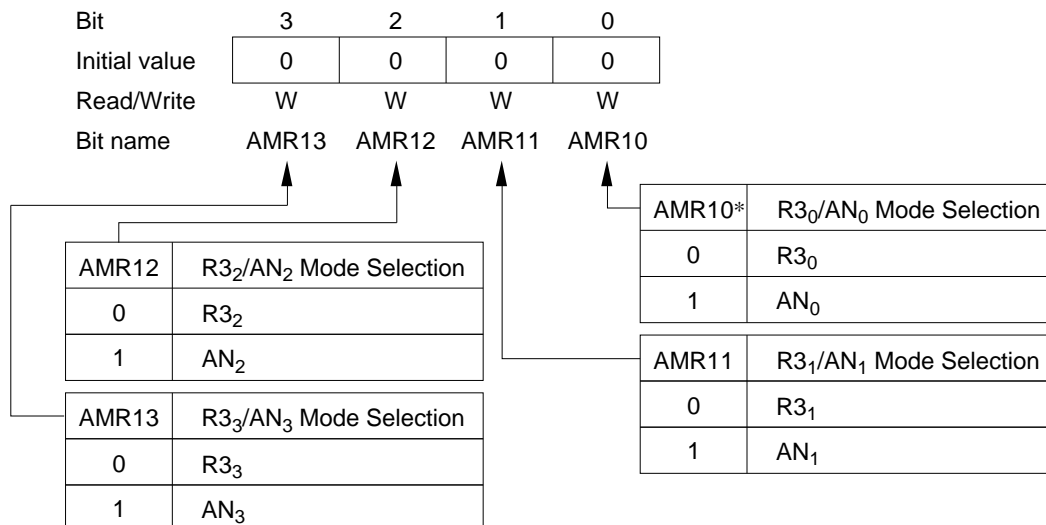 Bit 3 2 1 0
Initial value 0 0 0 0
Read/Write W W W W
Bit name AMR13 AMR12 AMR11 AMR10
AMR10* R3₀/AN₀ Mode Selection
0 R3₀
1 AN₀
AMR12 R3₂/AN₂ Mode Selection
0 R3₂
1 AN₂
AMR11 R3₁/AN₁ Mode Selection
0 R3₁
1 AN₁
AMR13 R3₃/AN₃ Mode Selection
0 R3₃
1 AN₃